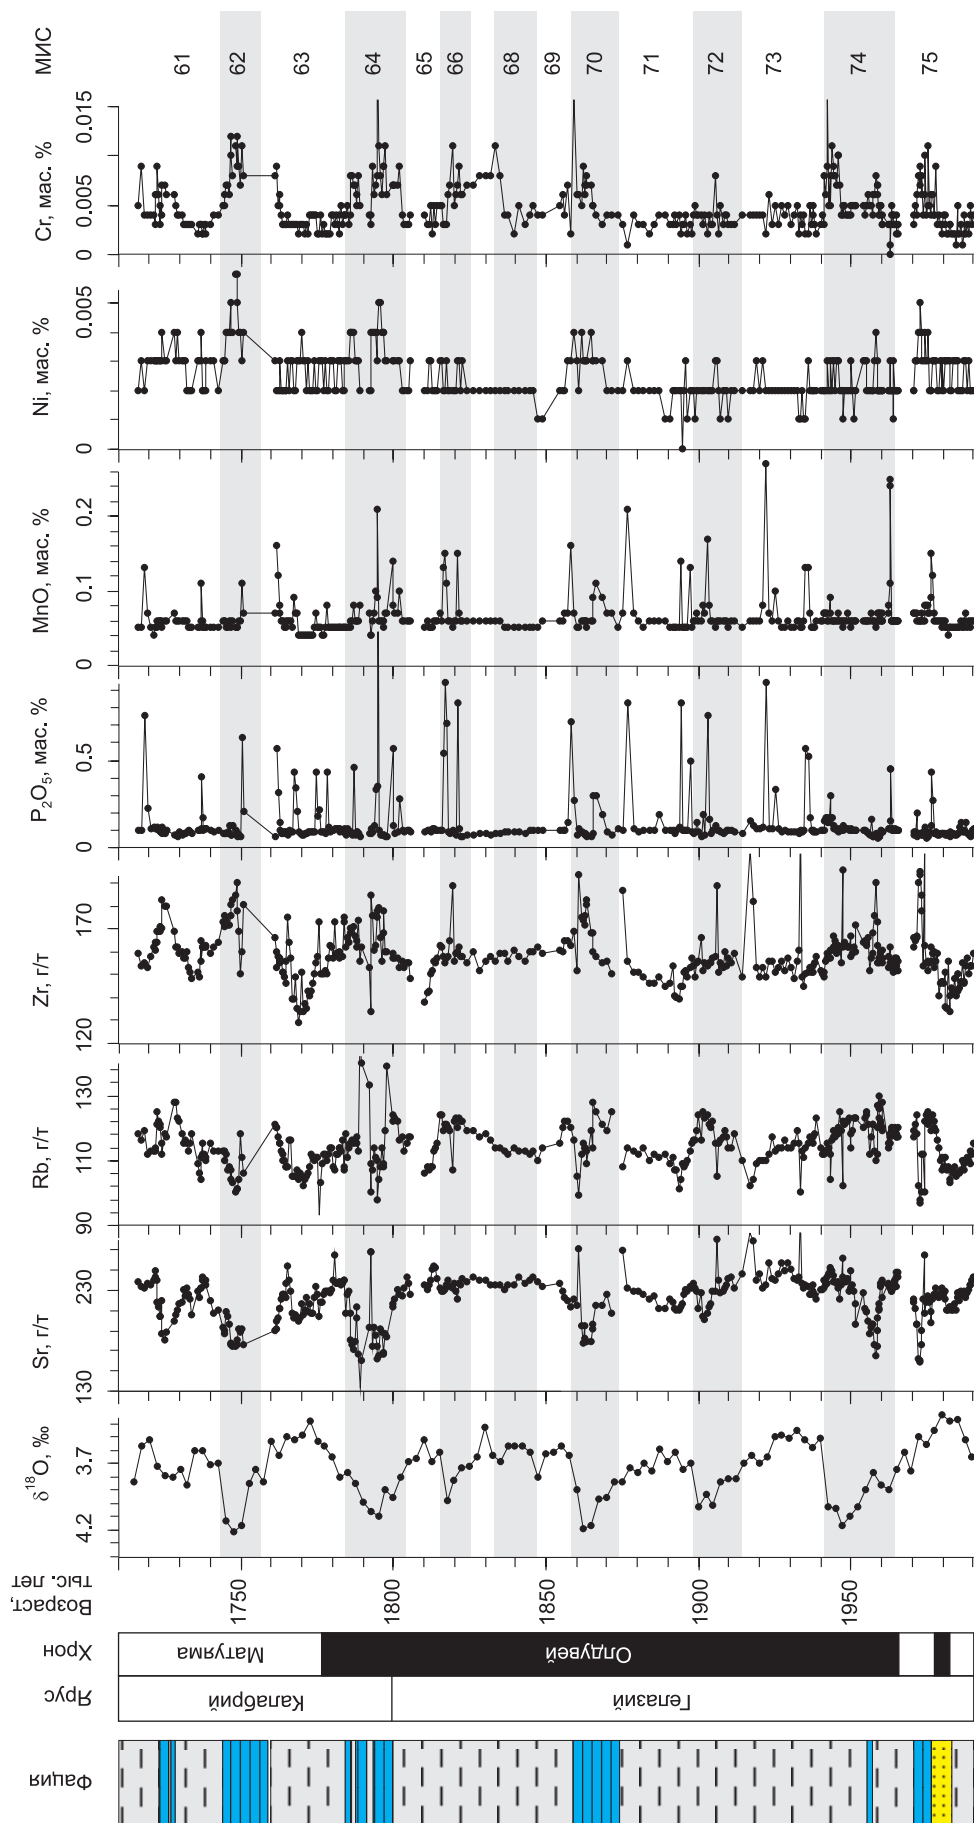 МИС
61
62
63
64
65
66
68
69
70
71
72
73
74
75
Cr, мас. %
0.015
0.005
0
Ni, мас. %
0.005
0
MnO, мас. %
0.2
0.1
0
P₂O₅, мас. %
0.5
0
Zr, г/т
170
120
Rb, г/т
130
110
90
Sr, г/т
230
130
δ¹⁸O, ‰
3.7
4.2
Возраст,
тыс. лет
1750
1800
1850
1900
1950
Хрон
Матуяма
Олдувей
Ярус
Калабрий
Гелазий
Фация